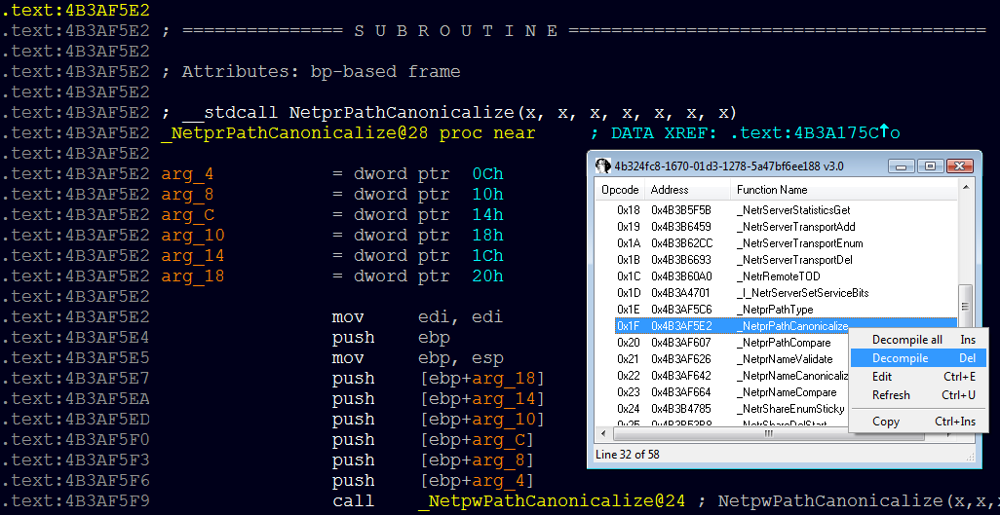 .text:4B3AF5E2
.text:4B3AF5E2 ; =============== S U B R O U T I N E =======================================
.text:4B3AF5E2
.text:4B3AF5E2 ; Attributes: bp-based frame
.text:4B3AF5E2
.text:4B3AF5E2 ; __stdcall NetprPathCanonicalize(x, x, x, x, x, x, x)
.text:4B3AF5E2 _NetprPathCanonicalize@28 proc near ; DATA XREF: .text:4B3A175C↑o
.text:4B3AF5E2
.text:4B3AF5E2 arg_4 = dword ptr 0Ch
.text:4B3AF5E2 arg_8 = dword ptr 10h
.text:4B3AF5E2 arg_C = dword ptr 14h
.text:4B3AF5E2 arg_10 = dword ptr 18h
.text:4B3AF5E2 arg_14 = dword ptr 1Ch
.text:4B3AF5E2 arg_18 = dword ptr 20h
.text:4B3AF5E2
.text:4B3AF5E2 mov edi, edi
.text:4B3AF5E4 push ebp
.text:4B3AF5E5 mov ebp, esp
.text:4B3AF5E7 push [ebp+arg_18]
.text:4B3AF5EA push [ebp+arg_14]
.text:4B3AF5ED push [ebp+arg_10]
.text:4B3AF5F0 push [ebp+arg_C]
.text:4B3AF5F3 push [ebp+arg_8]
.text:4B3AF5F6 push [ebp+arg_4]
.text:4B3AF5F9 call _NetpwPathCanonicalize@24 ; NetpwPathCanonicalize(x,x,
4b324fc8-1670-01d3-1278-5a47bf6ee188 v3.0
Opcode Address Function Name
0x18 0x4B3B5F5B _NetrServerStatisticsGet
0x19 0x4B3B6459 _NetrServerTransportAdd
0x1A 0x4B3B62CC _NetrServerTransportEnum
0x1B 0x4B3B6693 _NetrServerTransportDel
0x1C 0x4B3B60A0 _NetrRemoteTOD
0x1D 0x4B3A4701 _I_NetrServerSetServiceBits
0x1E 0x4B3AF5C6 _NetprPathType
0x1F 0x4B3AF5E2 _NetprPathCanonicalize
0x20 0x4B3AF607 _NetprPathCompare
0x21 0x4B3AF626 _NetprNameValidate
0x22 0x4B3AF642 _NetprNameCanonicaliz
0x23 0x4B3AF664 _NetprNameCompare
0x24 0x4B3B4785 _NetrShareEnumSticky
0x25 0x4B3B53B8 _NetrShareDelStart
Line 32 of 58
Decompile all Ins
Decompile Del
Edit Ctrl+E
Refresh Ctrl+U
Copy Ctrl+Ins